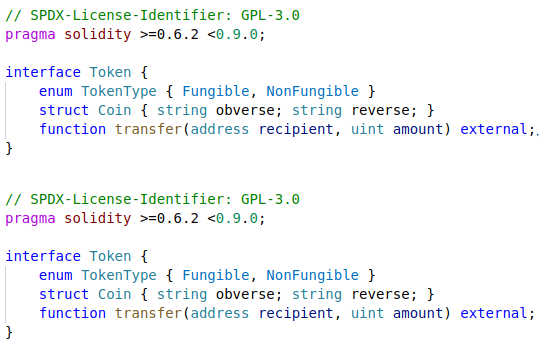 // SPDX-License-Identifier: GPL-3.0
pragma solidity >=0.6.2 <0.9.0;
interface Token {
enum TokenType { Fungible, NonFungible }
struct Coin { string obverse; string reverse; }
function transfer(address recipient, uint amount) external;.
}
// SPDX-License-Identifier: GPL-3.0
pragma solidity >=0.6.2 <0.9.0;
interface Token {
enum TokenType { Fungible, NonFungible }
struct Coin { string obverse; string reverse; }
function transfer(address recipient, uint amount) external;
}